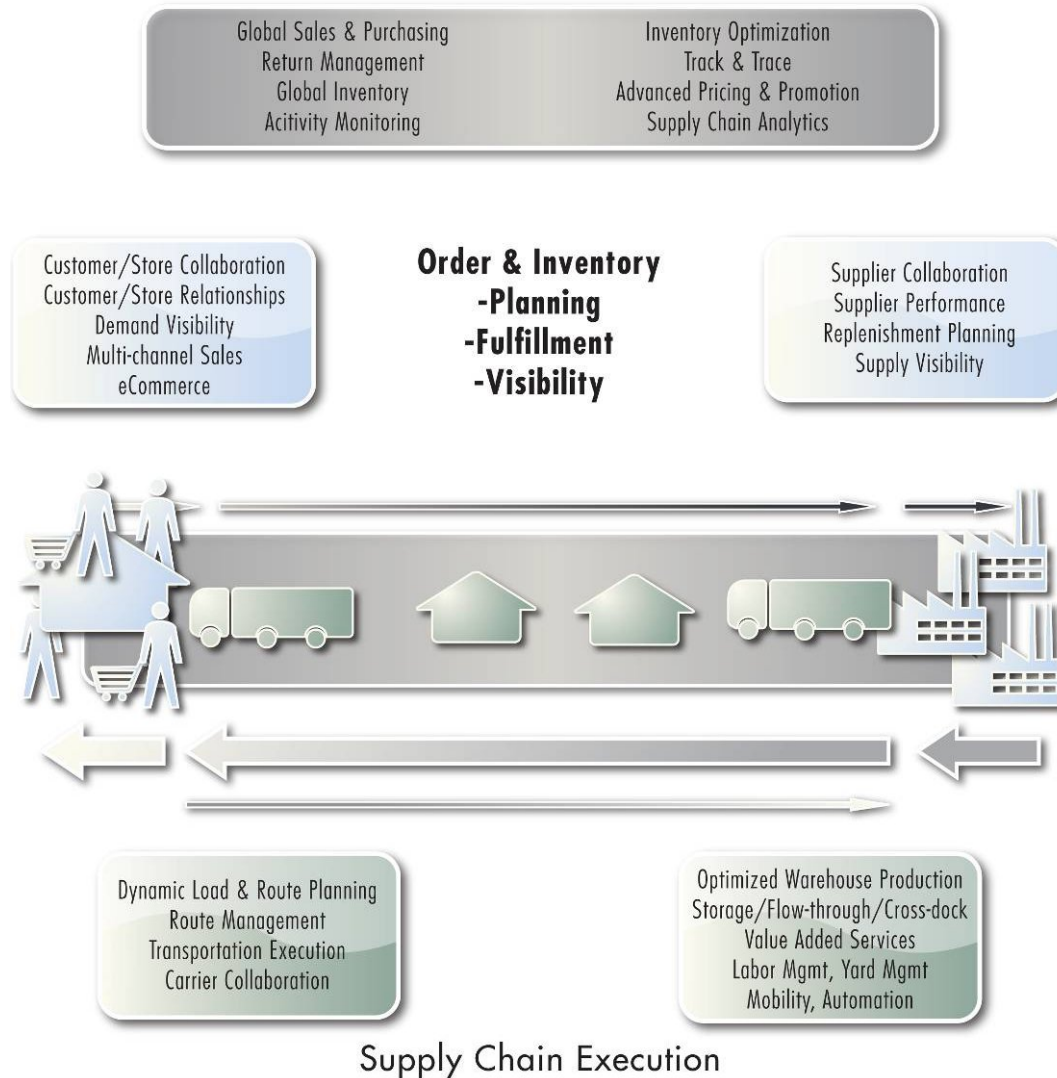 Global Sales & Purchasing
Return Management
Global Inventory
Acitivity Monitoring
Inventory Optimization
Track & Trace
Advanced Pricing & Promotion
Supply Chain Analytics
Customer/Store Collaboration
Customer/Store Relationships
Demand Visibility
Multi-channel Sales
eCommerce
Order & Inventory
-Planning
-Fulfillment
-Visibility
Supplier Collaboration
Supplier Performance
Replenishment Planning
Supply Visibility
Dynamic Load & Route Planning
Route Management
Transportation Execution
Carrier Collaboration
Optimized Warehouse Production
Storage/Flow-through/Cross-dock
Value Added Services
Labor Mgmt, Yard Mgmt
Mobility, Automation
Supply Chain Execution